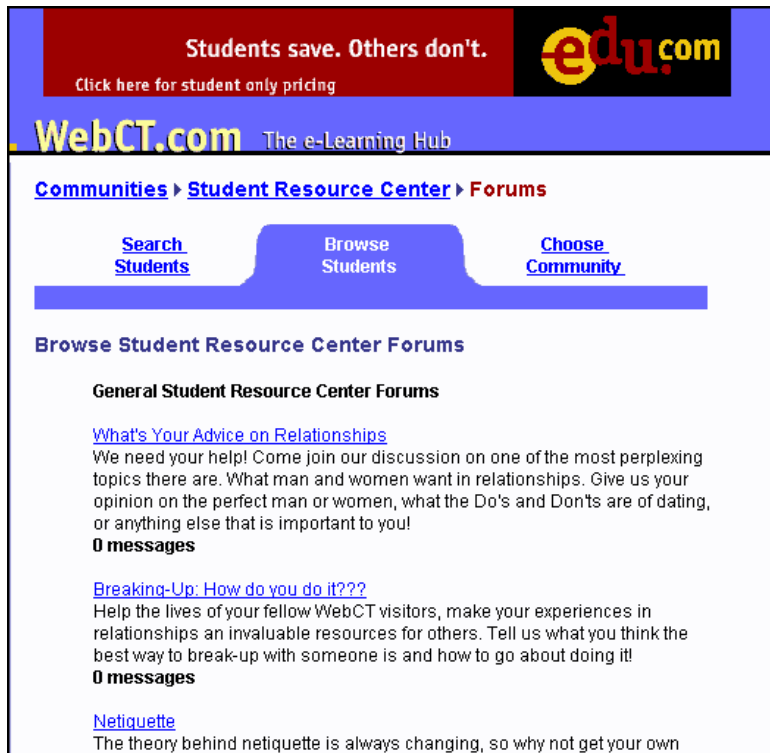 Students save. Others don't.
edu.com
Click here for student only pricing
WebCT.com The e-Learning Hub
Communities Student Resource Center Forums
Search Students
Browse Students
Choose Community
Browse Student Resource Center Forums
General Student Resource Center Forums
What's Your Advice on Relationships
We need your help! Come join our discussion on one of the most perplexing
topics there are. What man and women want in relationships. Give us your
opinion on the perfect man or women, what the Do's and Don'ts are of dating,
or anything else that is important to you!
0 messages
Breaking-Up: How do you do it???
Help the lives of your fellow WebCT visitors, make your experiences in
relationships an invaluable resources for others. Tell us what you think the
best way to break-up with someone is and how to go about doing it!
0 messages
Netiquette
The theory behind netiquette is always changing, so why not get your own